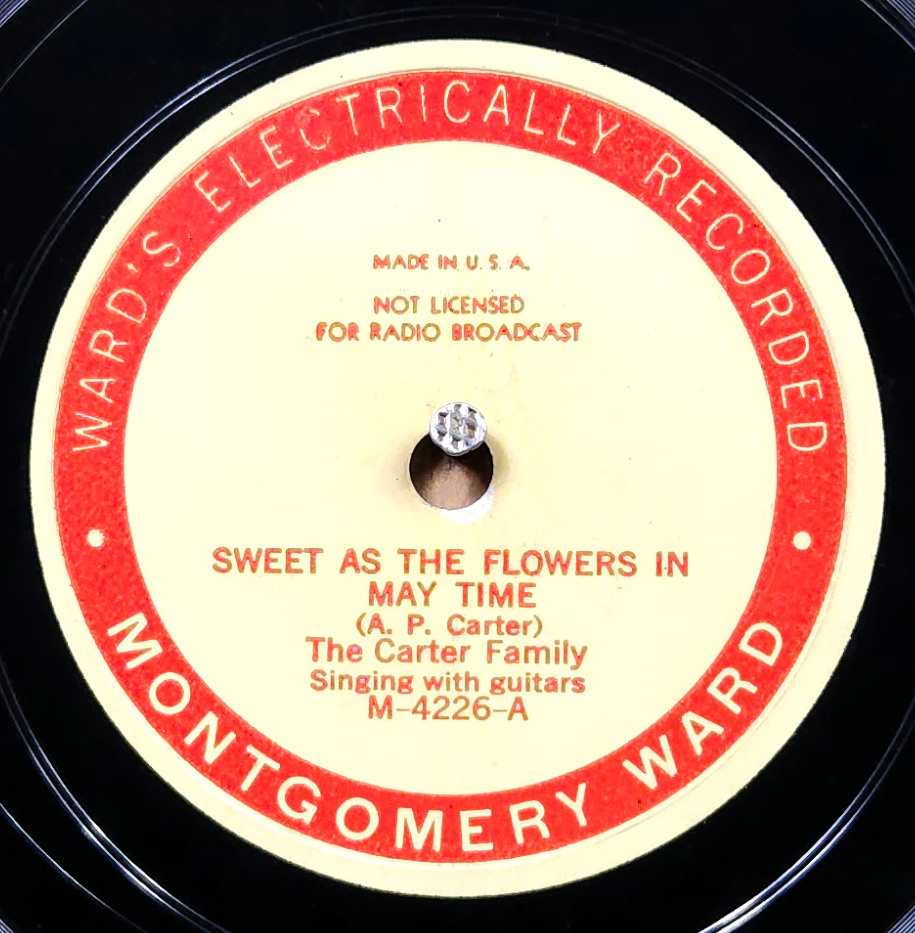 WARD'S ELECTRICALLY RECORDED
MADE IN U. S. A.
NOT LICENSED
FOR RADIO BROADCAST
SWEET AS THE FLOWERS IN
MAY TIME
(A. P. Carter)
The Carter Family
Singing with guitars
M-4226-A
MONTGOMERY WARD